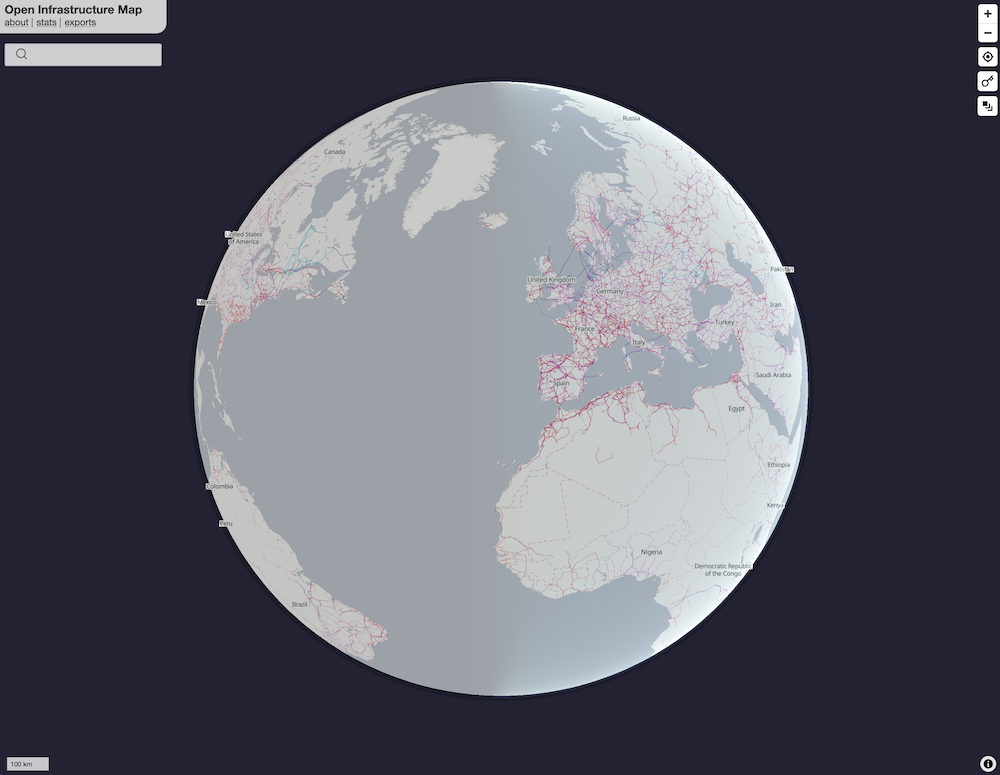 Open Infrastructure Map
about | stats | exports
+
−
Russia
Canada
United States
of America
Pakistan
United Kingdom
Germany
Mexico
Iran
Turkey
France
Italy
Saudi Arabia
Spain
Egypt
Ethiopia
Colombia
Kenya
Peru
Nigeria
Democratic Republic
of the Congo
Brazil
100 km